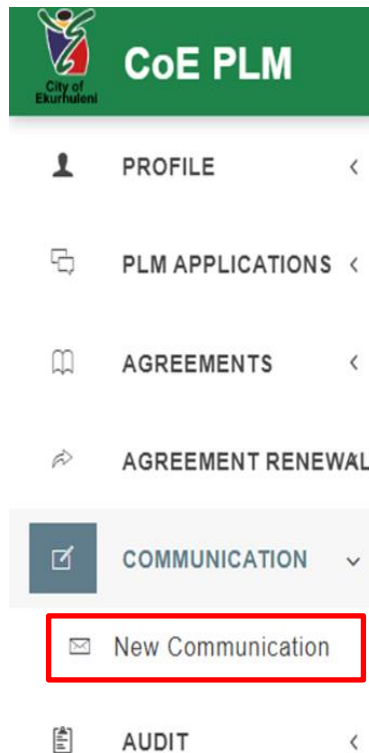 City of
Ekurhuleni
CoE PLM
PROFILE
PLM APPLICATIONS
AGREEMENTS
AGREEMENT RENEWAL
COMMUNICATION
New Communication
AUDIT